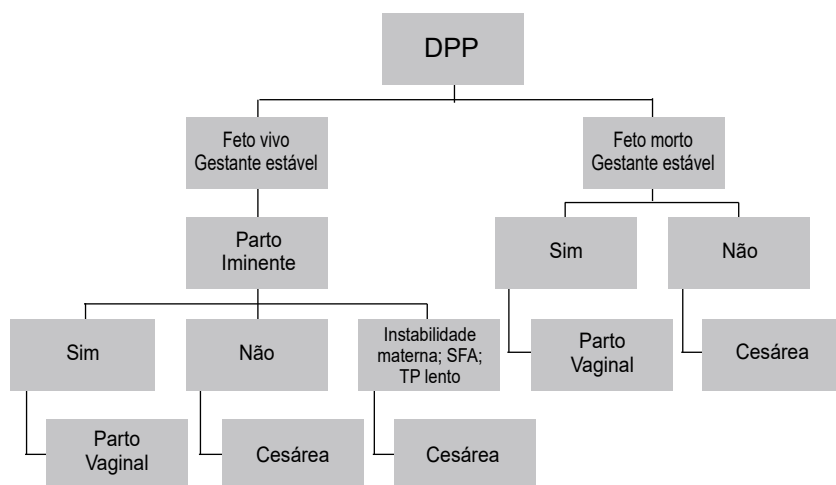 DPP
Feto vivo
Gestante estável
Feto morto
Gestante estável
Parto
Iminente
Sim
Não
Sim
Não
Instabilidade
materna; SFA;
TP lento
Parto
Vaginal
Cesárea
Parto
Vaginal
Cesárea
Cesárea